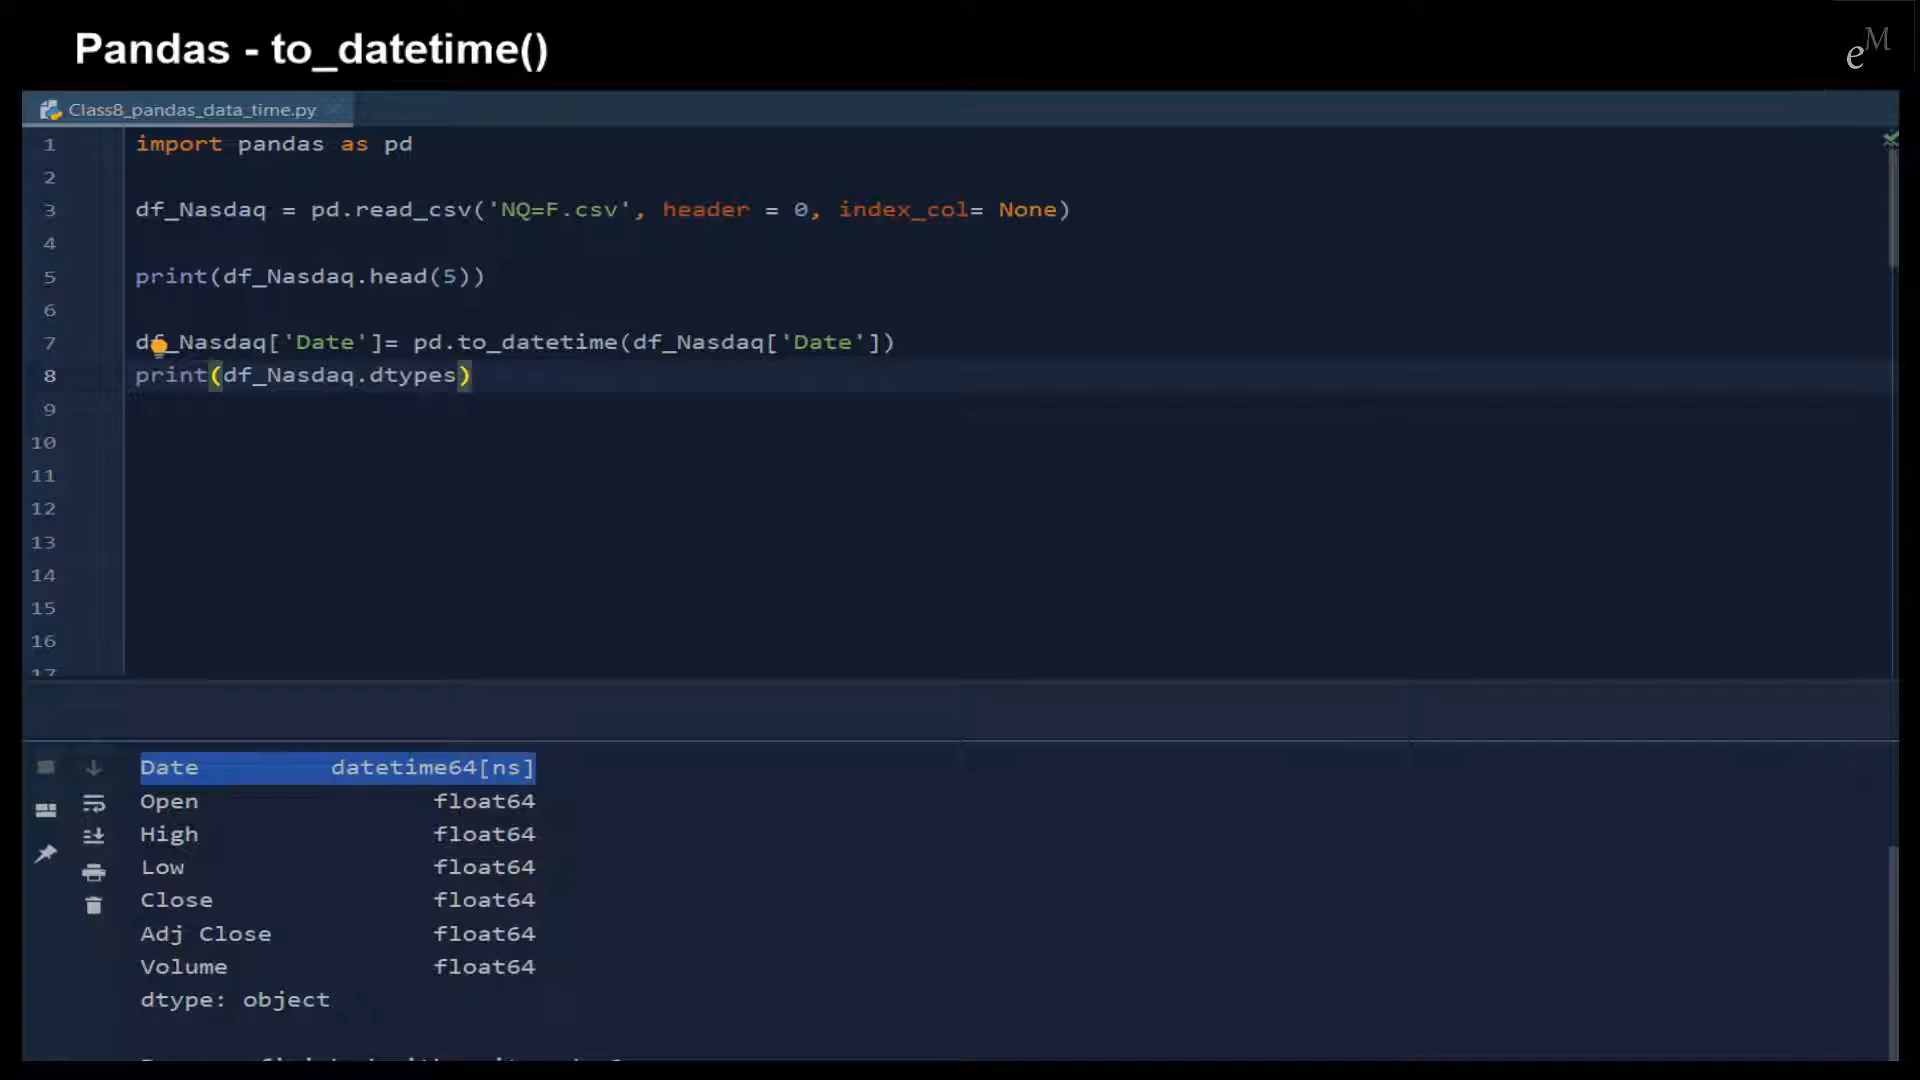 Pandas - to_datetime()
eM
Class8_pandas_data_time.py
1 import pandas as pd
2
3 df_Nasdaq = pd.read_csv('NQ=F.csv', header = 0, index_col= None)
4
5 print(df_Nasdaq.head(5))
6
7 df_Nasdaq['Date']= pd.to_datetime(df_Nasdaq['Date'])
8 print(df_Nasdaq.dtypes)
9
10
11
12
13
14
15
16
17
Date datetime64[ns]
Open float64
High float64
Low float64
Close float64
Adj Close float64
Volume float64
dtype: object